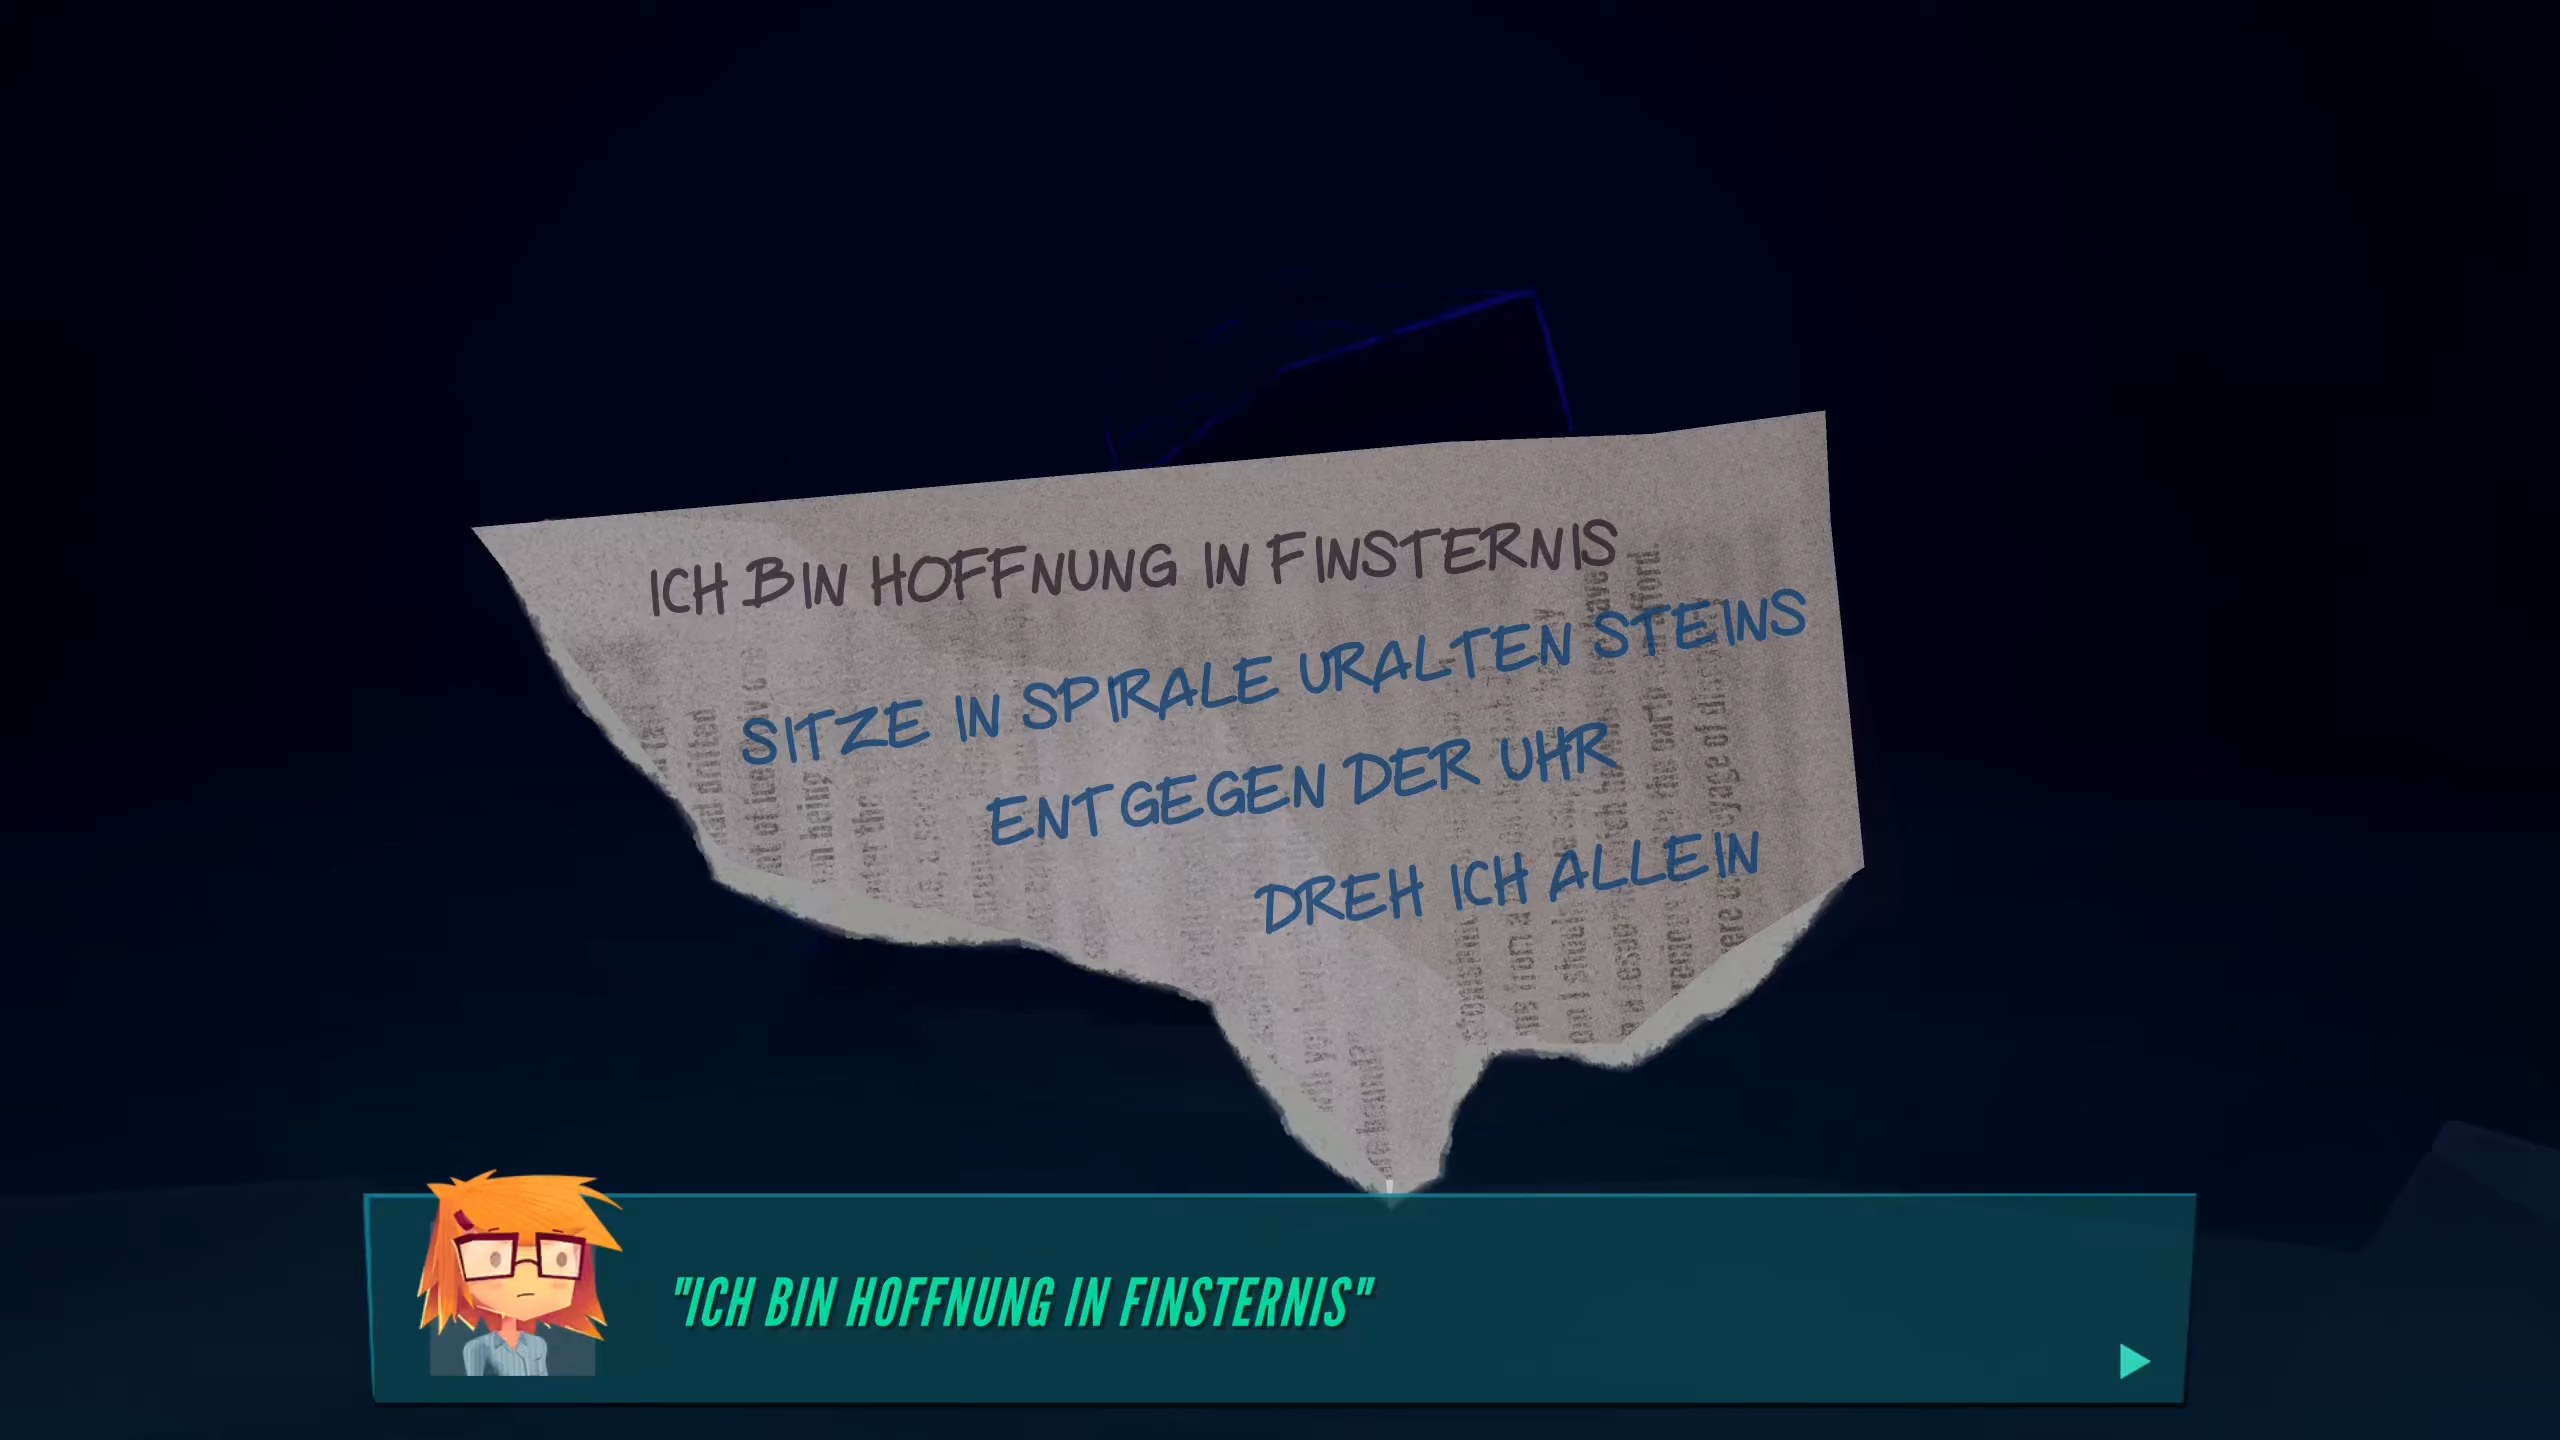 ICH BIN HOFFNUNG IN FINSTERNIS
SITZE IN SPIRALE URALTEN STEINS
ENTGEGEN DER UHR
DREH ICH ALLEIN
"ICH BIN HOFFNUNG IN FINSTERNIS"